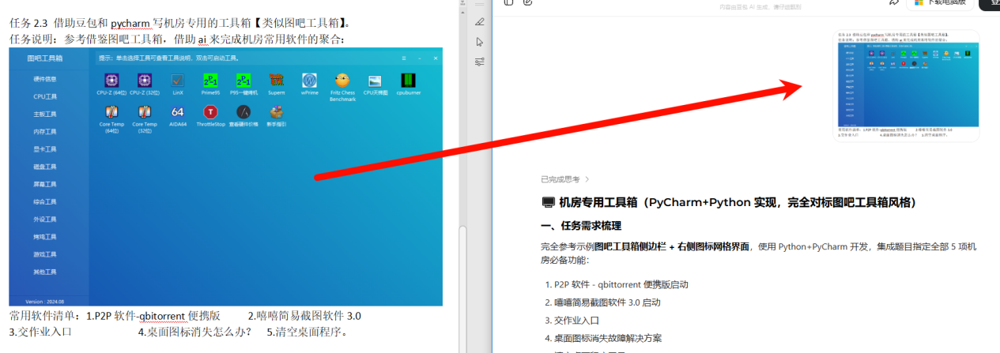 任务 2.3 借助豆包和 pycharm 写机房专用的工具箱【类似图吧工具箱】。
任务说明：参考借鉴图吧工具箱，借助 ai 来完成机房常用软件的聚合：
图吧工具箱
提示：单击选择工具可查看工具说明，双击可启动工具。
硬件信息
CPU工具
主板工具
内存工具
显卡工具
磁盘工具
屏幕工具
综合工具
外设工具
烤鸡工具
游戏工具
其他工具
Version : 2024.08
CPU-Z (64位) CPU-Z (32位) LinX Prime95 P95一键烤机 Superπ wPrime Fritz Chess Benchmark CPU天梯图 cpuburner
Core Temp (64位) Core Temp (32位) AIDA64 ThrottleStop 查看硬件价格 新手指引
常用软件清单：1.P2P 软件-qbitorrent 便携版 2.嘻嘻简易截图软件 3.0
3.交作业入口 4.桌面图标消失怎么办？ 5.清空桌面程序。
内容由豆包 AI 生成，请仔细甄别
下载电脑版
已完成思考
机房专用工具箱（PyCharm+Python 实现，完全对标图吧工具箱风格）
一、任务需求梳理
完全参考示例图吧工具箱侧边栏 + 右侧图标网格界面，使用 Python+PyCharm 开发，集成题目指定全部 5 项机
房必备功能：
1. P2P 软件 - qbittorrent 便携版启动
2. 嘻嘻简易截图软件 3.0 启动
3. 交作业入口
4. 桌面图标消失故障解决方案